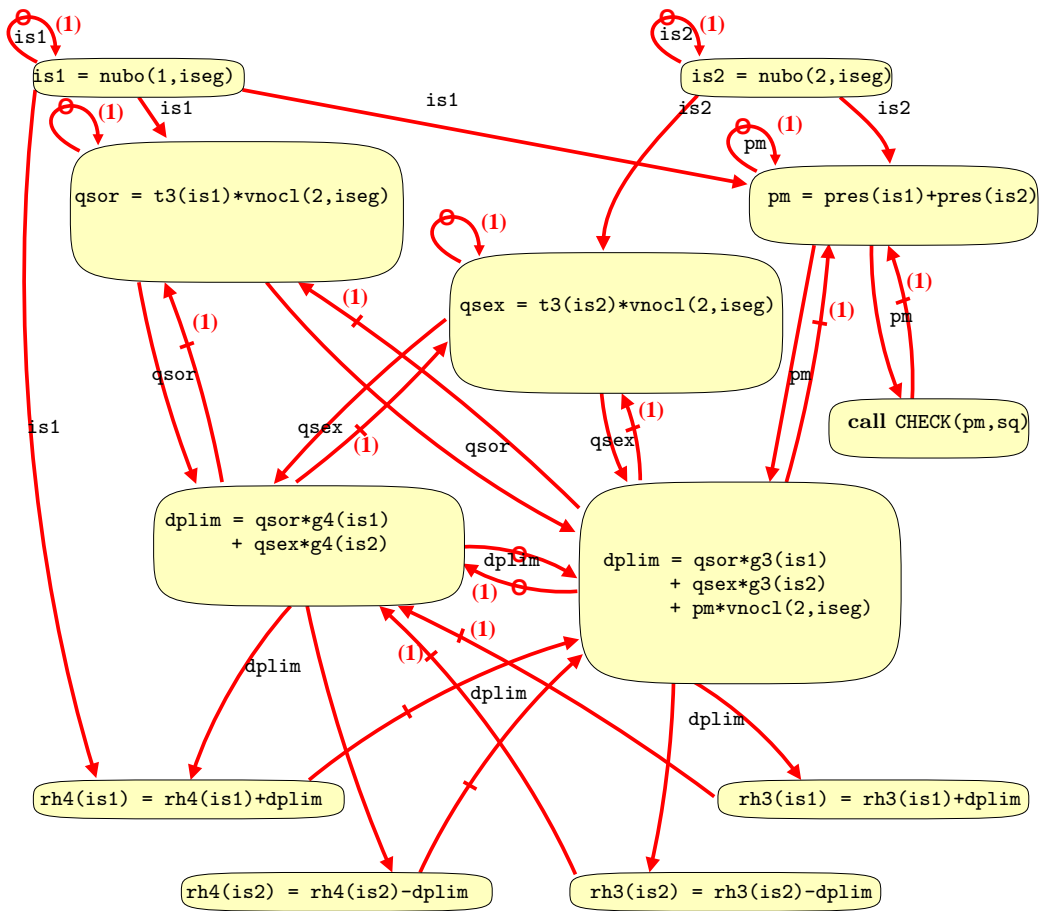 (1)
is1
(1)
is2
is1 = nubo(1,iseg)
is2 = nubo(2,iseg)
is1
is1
is2
is2
(1)
(1)
pm
qsor = t3(is1)*vnocl(2,iseg)
pm = pres(is1)+pres(is2)
(1)
qsex = t3(is2)*vnocl(2,iseg)
(1)
(1)
(1)
(1)
pm
qsor
pm
(1)
call CHECK(pm,sq)
is1
qsex
(1)
qsor
qsex
dplim = qsor*g4(is1)
+ qsex*g4(is2)
dplim
(1)
dplim = qsor*g3(is1)
+ qsex*g3(is2)
+ pm*vnocl(2,iseg)
(1)
(1)
dplim
dplim
dplim
rh4(is1) = rh4(is1)+dplim
rh3(is1) = rh3(is1)+dplim
rh4(is2) = rh4(is2)-dplim
rh3(is2) = rh3(is2)-dplim